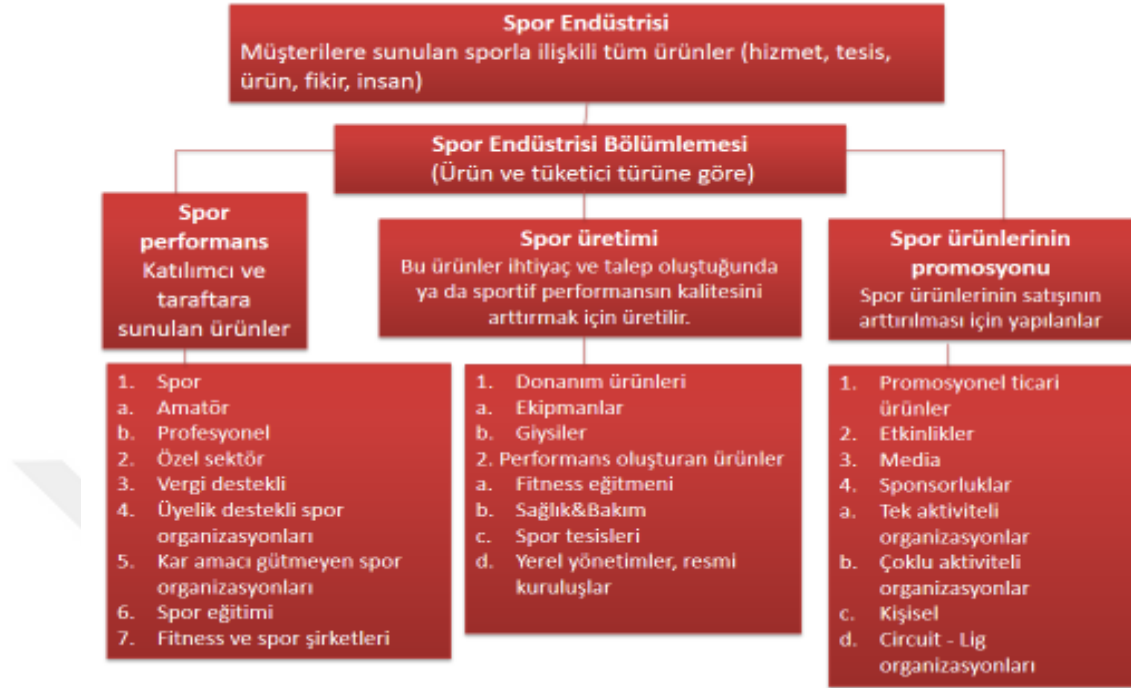 Spor Endüstrisi
Müşterilere sunulan sporla ilişkili tüm ürünler (hizmet, tesis,
ürün, fikir, insan)
Spor Endüstrisi Bölümlemesi
(Ürün ve tüketici türüne göre)
Spor
performans
Katılımcı ve
taraftara
sunulan ürünler
Spor üretimi
Bu ürünler ihtiyaç ve talep oluştuğunda
ya da sportif performansın kalitesini
arttırmak için üretilir.
Spor ürünlerinin
promosyonu
Spor ürünlerinin satışının
arttırılması için yapılanlar
1. Spor
a. Amatör
b. Profesyonel
2. Özel sektör
3. Vergi destekli
4. Üyelik destekli spor
organizasyonları
5. Kar amacı gütmeyen spor
organizasyonları
6. Spor eğitimi
7. Fitness ve spor şirketleri
1. Donanım ürünleri
a. Ekipmanlar
b. Giysiler
2. Performans oluşturan ürünler
a. Fitness eğitmeni
b. Sağlık&Bakım
c. Spor tesisleri
d. Yerel yönetimler, resmi
kuruluşlar
1. Promosyonel ticari
ürünler
2. Etkinlikler
3. Media
4. Sponsorluklar
a. Tek aktiviteli
organizasyonlar
b. Çoklu aktiviteli
organizasyonlar
c. Kişisel
d. Circuit - Lig
organizasyonları